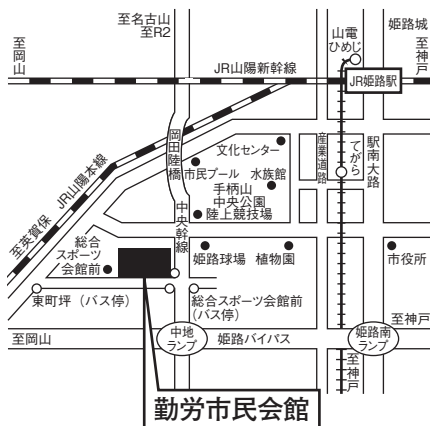 至名古山
至R2
山電
ひめじ
姫路城
至岡山
JR山陽新幹線
JR姫路駅
至神戸
岡田陸橋
文化センター
産業道路
てがら
駅南大路
市民プール
水族館
手柄山
中央公園
陸上競技場
JR山陽本線
至英賀保
中央幹線
総合
スポーツ
会館前
姫路球場
植物園
市役所
東町坪（バス停）
総合スポーツ会館前
（バス停）
至岡山
中地
ランプ
姫路バイパス
姫路南
ランプ
至神戸
至神戸
勤労市民会館